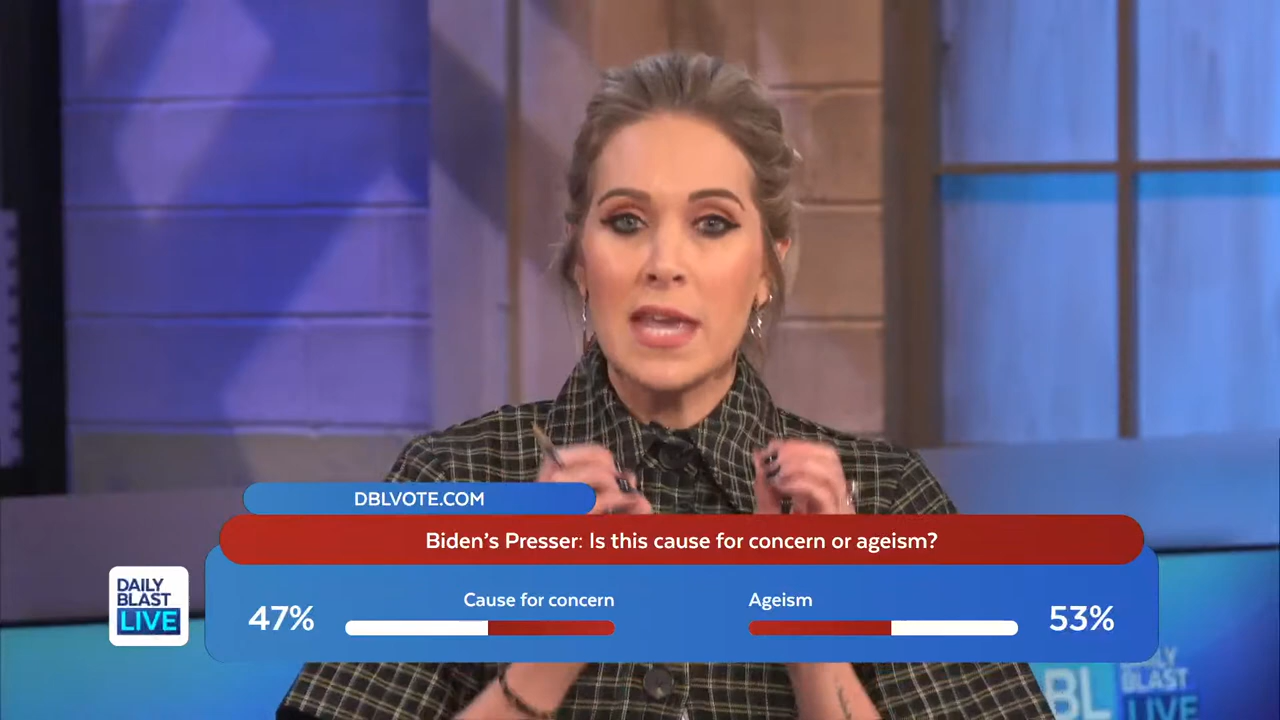 DBLVOTE.COM
Biden's Presser: Is this cause for concern or ageism?
DAILY
BLAST
LIVE
47%
Cause for concern
Ageism
53%
BL
DAILY
BLAST
LIVE